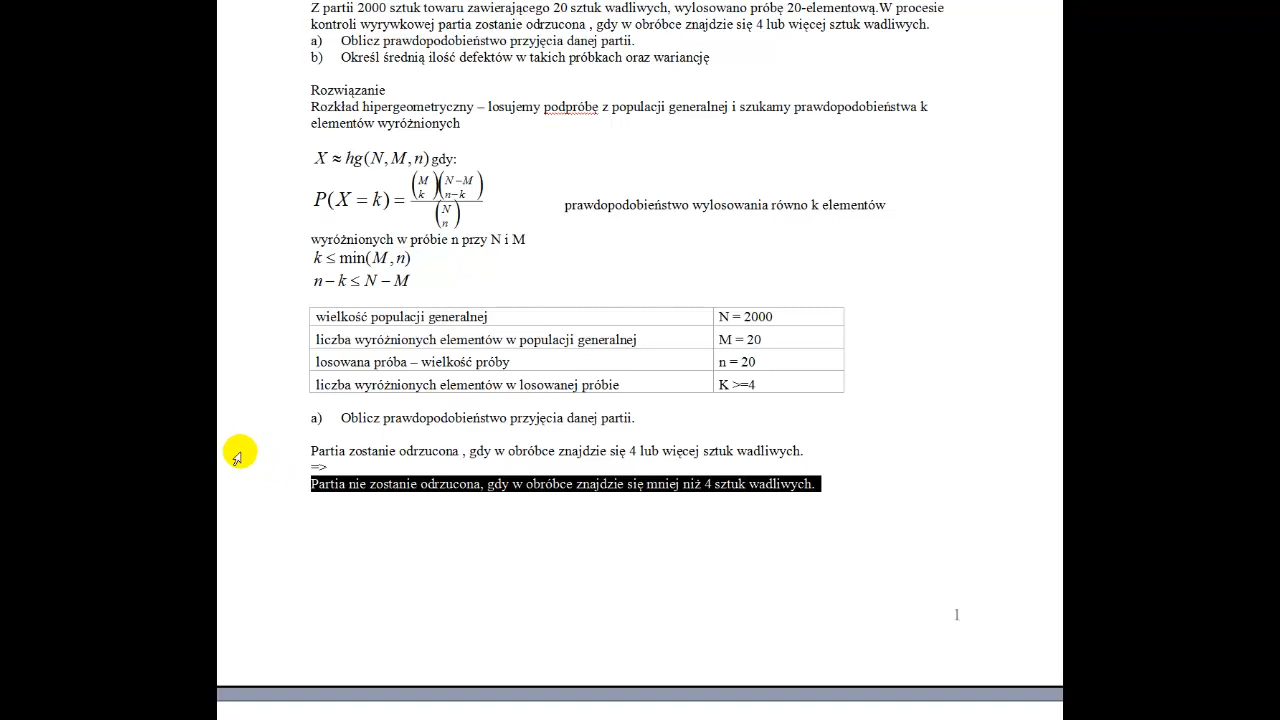 Z partii 2000 sztuk towaru zawierającego 20 sztuk wadliwych, wylosowano próbę 20-elementową.W procesie
kontroli wyrywkowej partia zostanie odrzucona , gdy w obróbce znajdzie się 4 lub więcej sztuk wadliwych.
a) Oblicz prawdopodobieństwo przyjęcia danej partii.
b) Określ średnią ilość defektów w takich próbkach oraz wariancję
Rozwiązanie
Rozkład hipergeometryczny – losujemy podpróbę z populacji generalnej i szukamy prawdopodobieństwa k
elementów wyróżnionych
X ≈ hg(N, M, n) gdy:
P(X = k) = \frac{\binom{M}{k}\binom{N-M}{n-k}}{\binom{N}{n}} prawdopodobieństwo wylosowania równo k elementów
wyróżnionych w próbie n przy N i M
k ≤ min(M, n)
n − k ≤ N − M
wielkość populacji generalnej N = 2000
liczba wyróżnionych elementów w populacji generalnej M = 20
losowana próba – wielkość próby n = 20
liczba wyróżnionych elementów w losowanej próbie K >=4
a) Oblicz prawdopodobieństwo przyjęcia danej partii.
Partia zostanie odrzucona , gdy w obróbce znajdzie się 4 lub więcej sztuk wadliwych.
=>
Partia nie zostanie odrzucona, gdy w obróbce znajdzie się mniej niż 4 sztuk wadliwych.